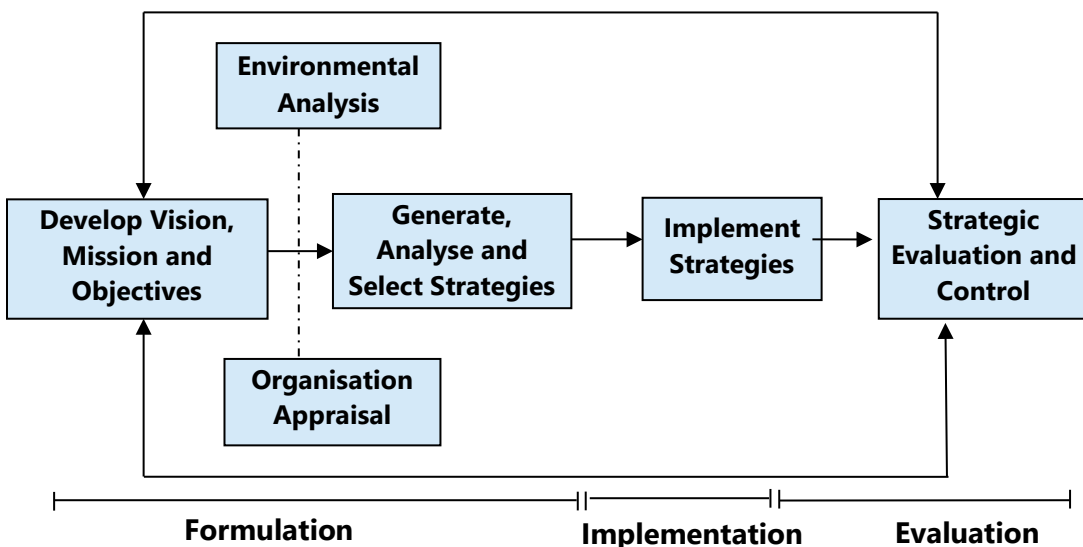 Environmental
Analysis
Develop Vision,
Mission and
Objectives
Generate,
Analyse and
Select Strategies
Implement
Strategies
Strategic
Evaluation and
Control
Organisation
Appraisal
Formulation
Implementation
Evaluation